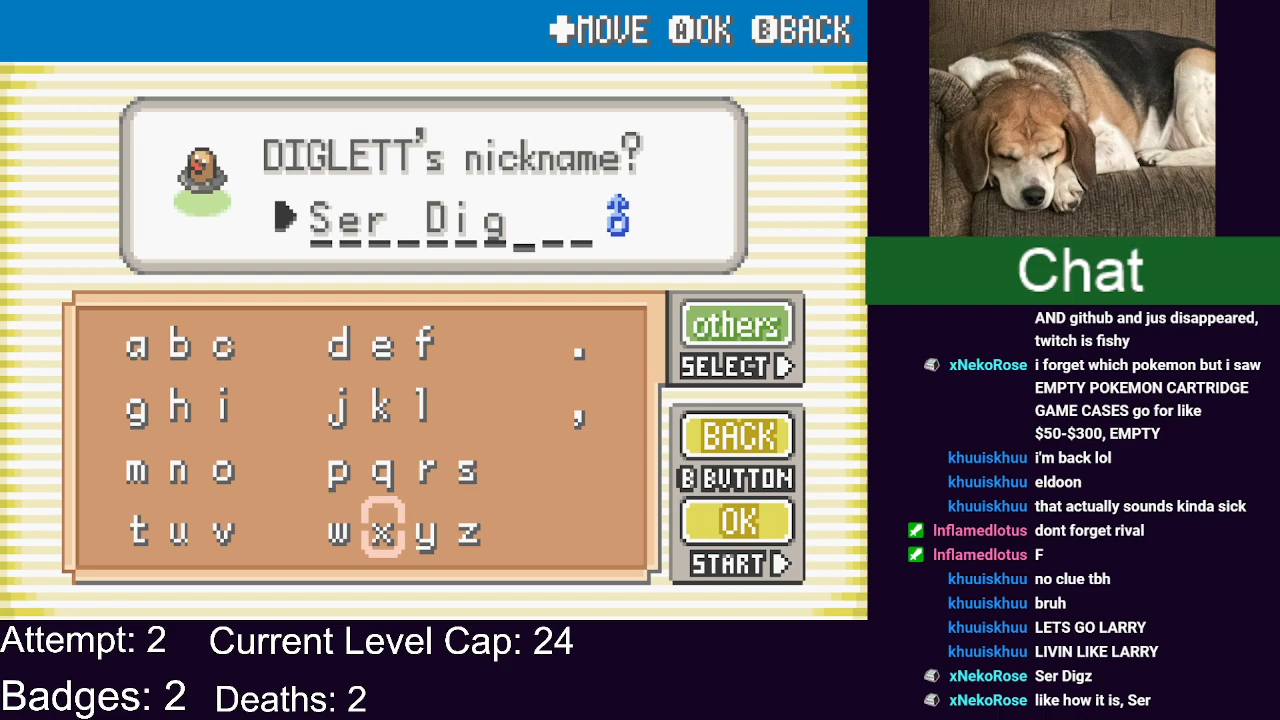 MOVE A OK B BACK
DIGLETT's nickname?
Ser Dig
a b c d e f .
g h i j k l ,
m n o p q r s
t u v w x y z
others
SELECT
BACK
B BUTTON
OK
START
Attempt: 2 Current Level Cap: 24
Badges: 2 Deaths: 2
Chat
AND github and jus disappeared,
twitch is fishy
xNekoRose i forget which pokemon but i saw
EMPTY POKEMON CARTRIDGE
GAME CASES go for like
$50-$300, EMPTY
khuuiskhuu i'm back lol
khuuiskhuu eldoon
khuuiskhuu that actually sounds kinda sick
Inflamedlotus dont forget rival
Inflamedlotus F
khuuiskhuu no clue tbh
khuuiskhuu bruh
khuuiskhuu LETS GO LARRY
khuuiskhuu LIVIN LIKE LARRY
xNekoRose Ser Digz
xNekoRose like how it is, Ser